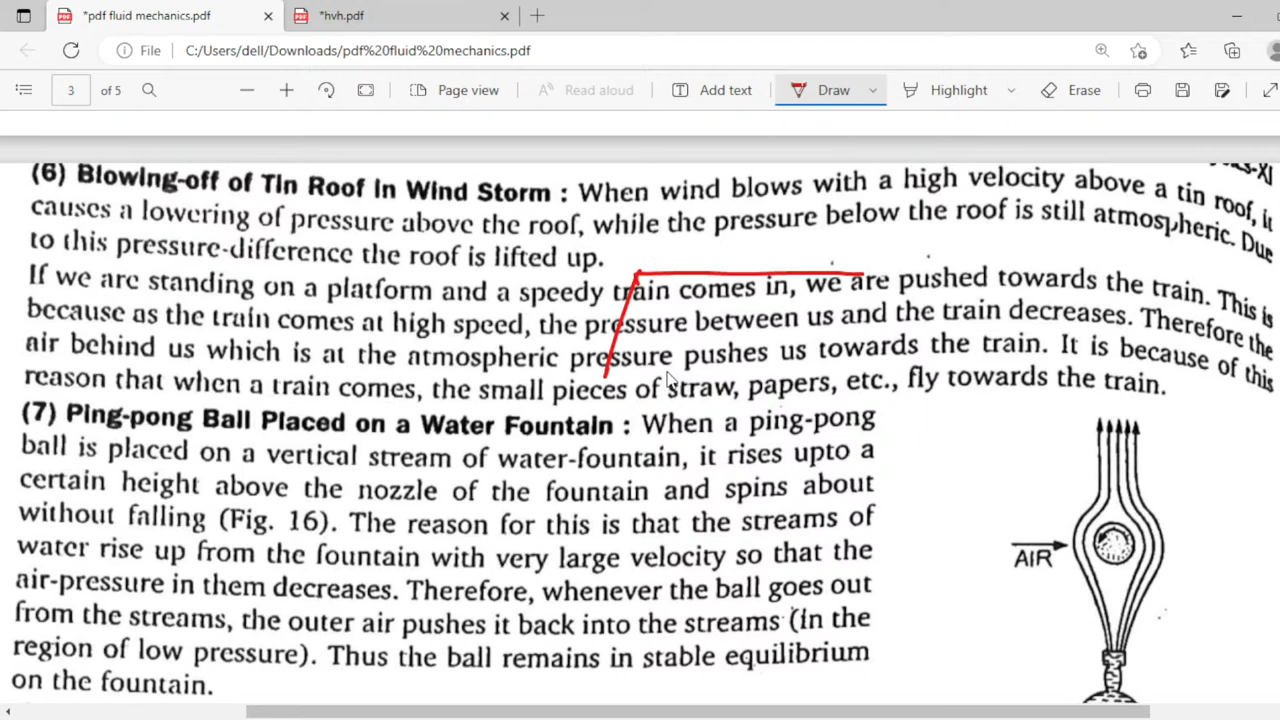 *pdf fluid mechanics.pdf
*hvh.pdf
File C:/Users/dell/Downloads/pdf%20fluid%20mechanics.pdf
3 of 5 Page view Read aloud Add text Draw Highlight Erase
(6) Blowing-off of Tin Roof in Wind Storm : When wind blows with a high velocity above a tin roof, it
causes a lowering of pressure above the roof, while the pressure below the roof is still atmospheric. Due
to this pressure-difference the roof is lifted up.
If we are standing on a platform and a speedy train comes in, we are pushed towards the train. This is
because as the train comes at high speed, the pressure between us and the train decreases. Therefore the
air behind us which is at the atmospheric pressure pushes us towards the train. It is because of this
reason that when a train comes, the small pieces of straw, papers, etc., fly towards the train.
(7) Ping-pong Ball Placed on a Water Fountain : When a ping-pong
ball is placed on a vertical stream of water-fountain, it rises upto a
certain height above the nozzle of the fountain and spins about
without falling (Fig. 16). The reason for this is that the streams of
water rise up from the fountain with very large velocity so that the
air-pressure in them decreases. Therefore, whenever the ball goes out
from the streams, the outer air pushes it back into the streams (in the
region of low pressure). Thus the ball remains in stable equilibrium
on the fountain.
AIR